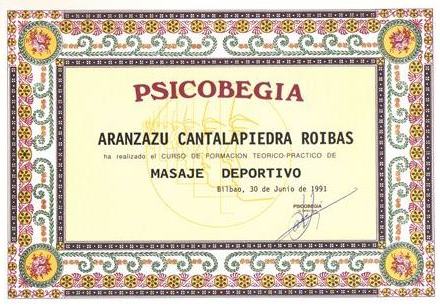 PSICOBEGIA
ARANZAZU CANTALAPIEDRA ROIBAS
ha realizado el CURSO DE FORMACION TEORICO-PRACTICO DE
MASAJE DEPORTIVO
Bilbao, 30 de Junio de 1991
PSICOBEGIA